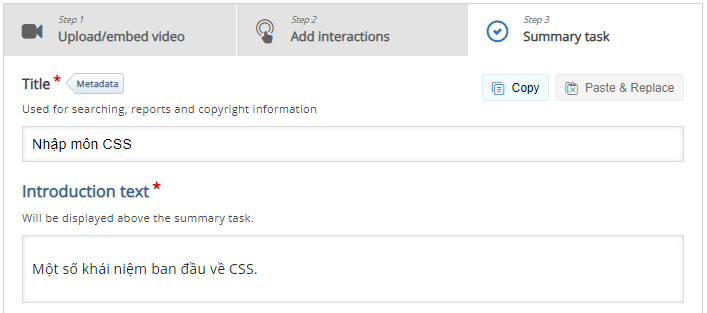 Step 1
Upload/embed video
Step 2
Add interactions
Step 3
Summary task
Title *
Metadata
Copy
Paste & Replace
Used for searching, reports and copyright information
Nhập môn CSS
Introduction text *
Will be displayed above the summary task.
Một số khái niệm ban đầu về CSS.